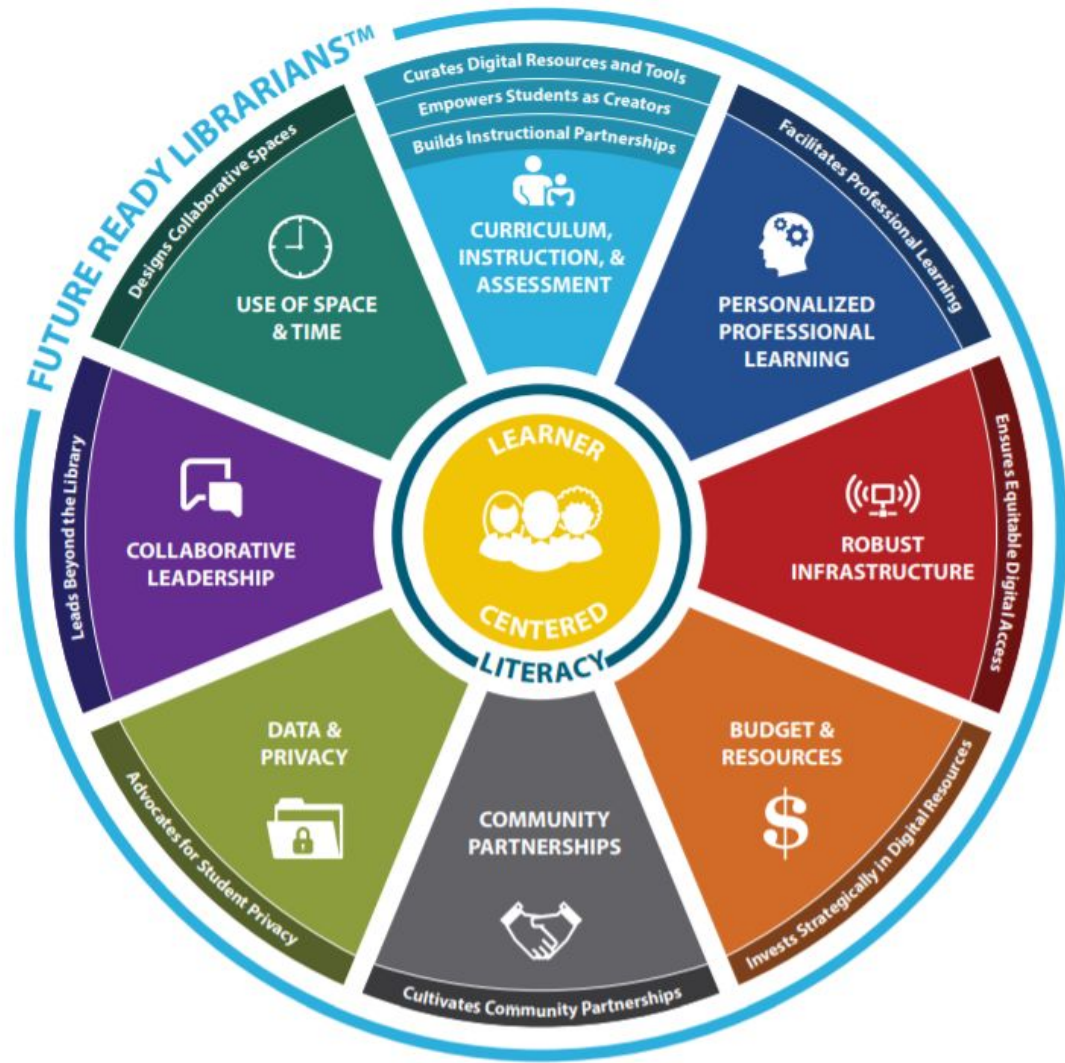 FUTURE READY LIBRARIANS™
Curates Digital Resources and Tools
Empowers Students as Creators
Builds Instructional Partnerships
CURRICULUM,
INSTRUCTION, &
ASSESSMENT
Facilitates Professional Learning
PERSONALIZED
PROFESSIONAL
LEARNING
Ensures Equitable Digital Access
ROBUST
INFRASTRUCTURE
Invests Strategically in Digital Resources
BUDGET &
RESOURCES
$
Cultivates Community Partnerships
COMMUNITY
PARTNERSHIPS
Advocates for Student Privacy
DATA &
PRIVACY
Leads Beyond the Library
COLLABORATIVE
LEADERSHIP
Designs Collaborative Spaces
USE OF SPACE
& TIME
LEARNER
CENTERED
LITERACY